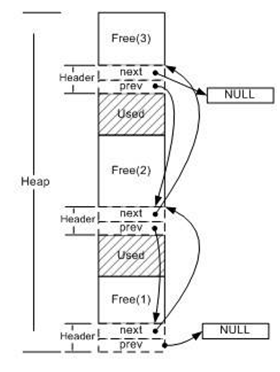 Free(3)
Header
next
prev
NULL
Used
Free(2)
Heap
Header
next
prev
Used
Free(1)
Header
next
prev
NULL